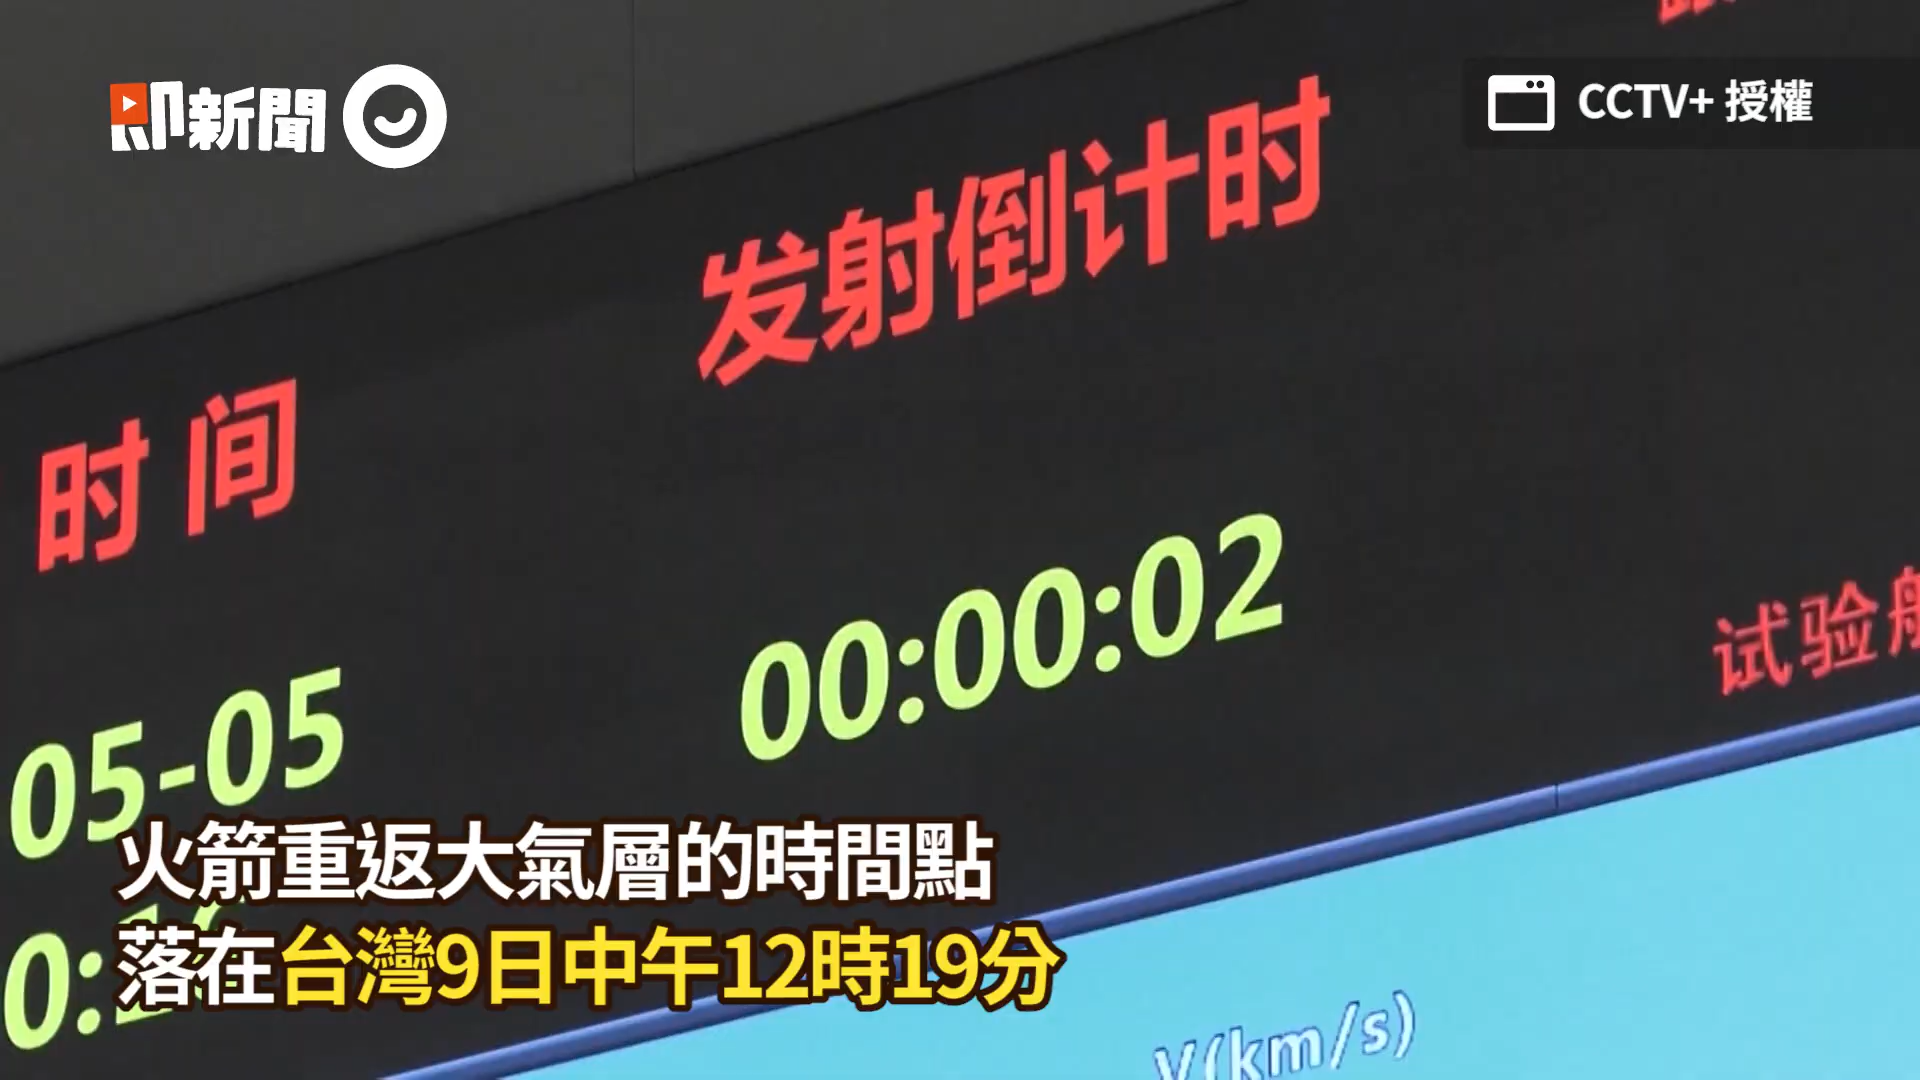 即新聞
CCTV+ 授權
发射倒计时
时间
00:00:02
试验
05-05
火箭重返大氣層的時間點
落在台灣9日中午12時19分
V(km/s)